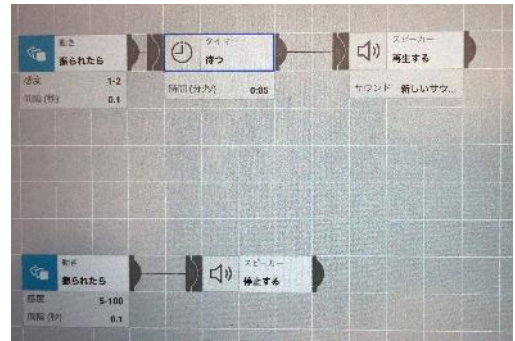 動き
振られたら
感度 1-2
間隔 (秒) 0.1
タイマー
待つ
時間 (分:秒) 0:05
スピーカー
再生する
サウンド 新しいサウ...
動き
振られたら
感度 5-100
間隔 (秒) 0.1
スピーカー
停止する